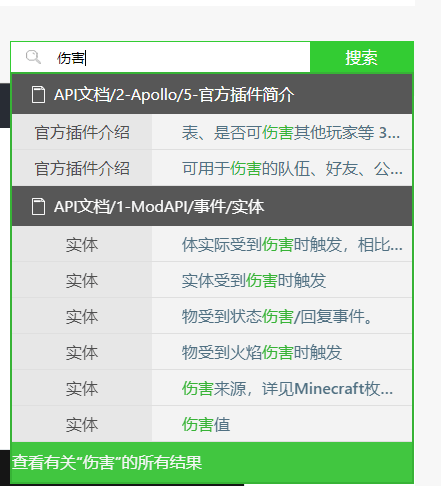 伤害 搜索
API文档/2-Apollo/5-官方插件简介
官方插件介绍 表、是否可伤害其他玩家等 3...
官方插件介绍 可用于伤害的队伍、好友、公...
API文档/1-ModAPI/事件/实体
实体 体实际受到伤害时触发，相比...
实体 实体受到伤害时触发
实体 物受到状态伤害/回复事件。
实体 物受到火焰伤害时触发
实体 伤害来源，详见Minecraft枚...
实体 伤害值
查看有关“伤害”的所有结果